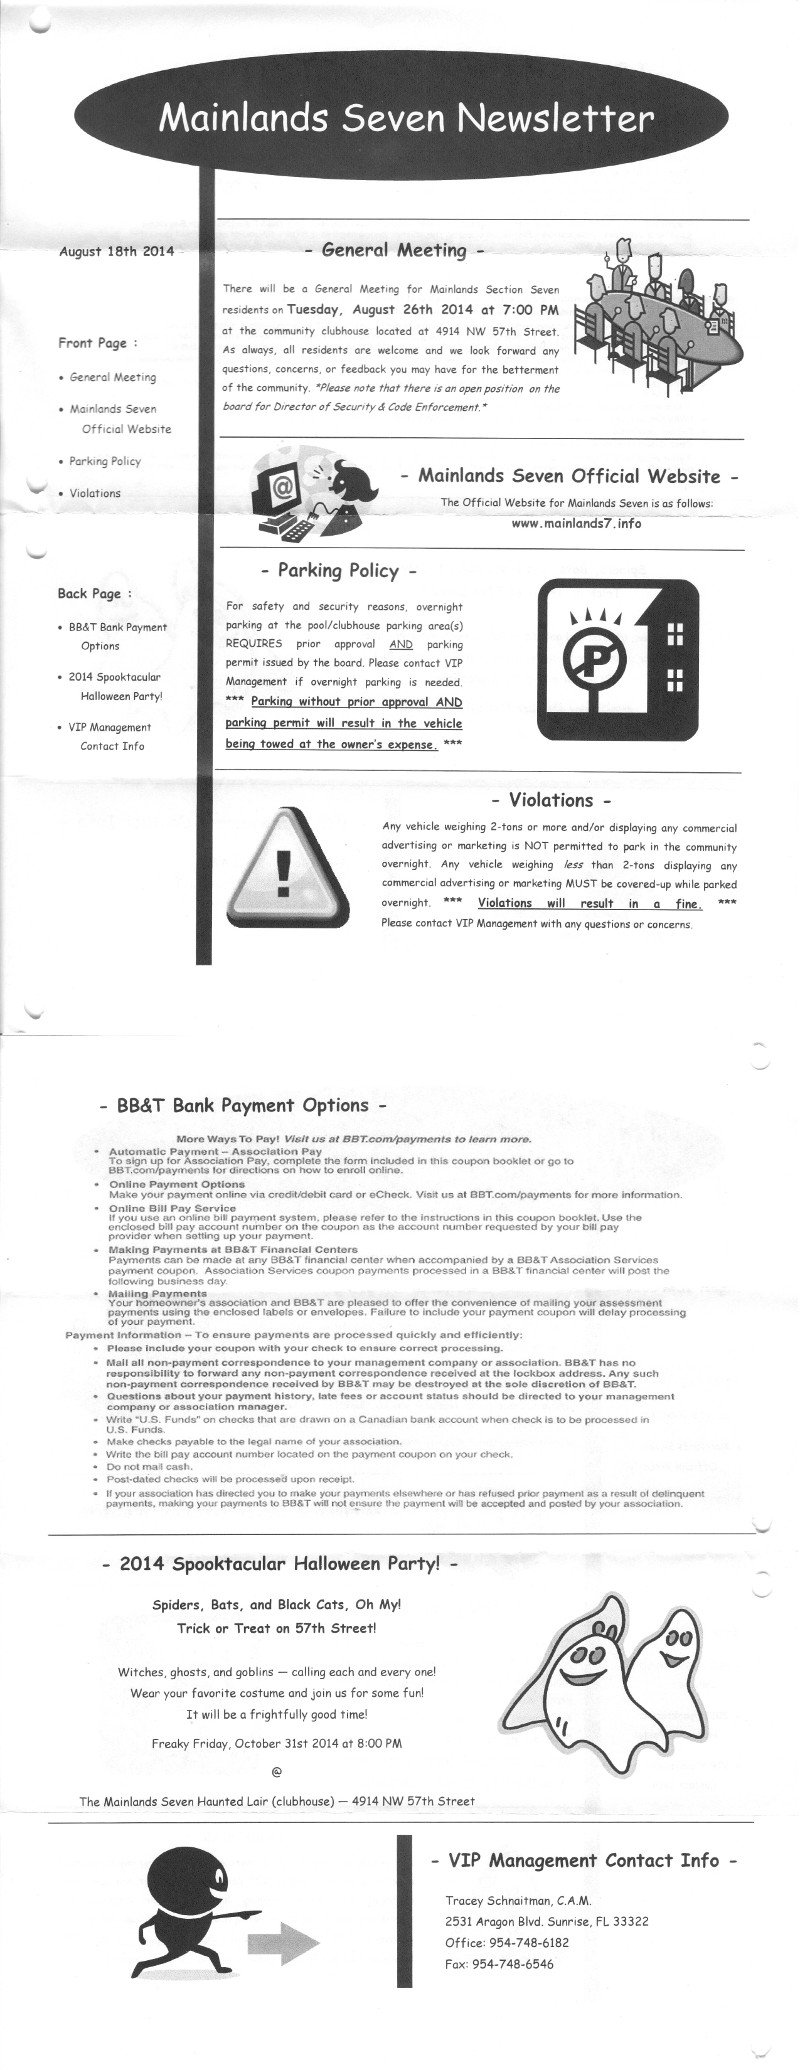 Mainlands Seven Newsletter
August 18th 2014
Front Page :
• General Meeting
• Mainlands Seven
Official Website
• Parking Policy
• Violations
Back Page :
• BB&T Bank Payment
Options
• 2014 Spooktacular
Halloween Party!
• VIP Management
Contact Info
- General Meeting -
There will be a General Meeting for Mainlands Section Seven
residents on Tuesday, August 26th 2014 at 7:00 PM
at the community clubhouse located at 4914 NW 57th Street.
As always, all residents are welcome and we look forward any
questions, concerns, or feedback you may have for the betterment
of the community. *Please note that there is an open position on the
board for Director of Security & Code Enforcement.*
@
- Mainlands Seven Official Website -
The Official Website for Mainlands Seven is as follows:
www.mainlands7.info
- Parking Policy -
For safety and security reasons, overnight
parking at the pool/clubhouse parking area(s)
REQUIRES prior approval AND parking
permit issued by the board. Please contact VIP
Management if overnight parking is needed.
*** Parking without prior approval AND
parking permit will result in the vehicle
being towed at the owner's expense. ***
P
!
- Violations -
Any vehicle weighing 2-tons or more and/or displaying any commercial
advertising or marketing is NOT permitted to park in the community
overnight. Any vehicle weighing less than 2-tons displaying any
commercial advertising or marketing MUST be covered-up while parked
overnight. *** Violations will result in a fine. ***
Please contact VIP Management with any questions or concerns.
- BB&T Bank Payment Options -
More Ways To Pay! Visit us at BBT.com/payments to learn more.
• Automatic Payment – Association Pay
To sign up for Association Pay, complete the form included in this coupon booklet or go to
BBT.com/payments for directions on how to enroll online.
• Online Payment Options
Make your payment online via credit/debit card or eCheck. Visit us at BBT.com/payments for more information.
• Online Bill Pay Service
If you use an online bill payment system, please refer to the instructions in this coupon booklet. Use the
enclosed bill pay account number on the coupon as the account number requested by your bill pay
provider when setting up your payment.
• Making Payments at BB&T Financial Centers
Payments can be made at any BB&T financial center when accompanied by a BB&T Association Services
payment coupon. Association Services coupon payments processed in a BB&T financial center will post the
following business day.
• Mailing Payments
Your homeowner's association and BB&T are pleased to offer the convenience of mailing your assessment
payments using the enclosed labels or envelopes. Failure to include your payment coupon will delay processing
of your payment.
Payment Information – To ensure payments are processed quickly and efficiently:
• Please include your coupon with your check to ensure correct processing.
• Mail all non-payment correspondence to your management company or association. BB&T has no
responsibility to forward any non-payment correspondence received at the lockbox address. Any such
non-payment correspondence received by BB&T may be destroyed at the sole discretion of BB&T.
• Questions about your payment history, late fees or account status should be directed to your management
company or association manager.
• Write "U.S. Funds" on checks that are drawn on a Canadian bank account when check is to be processed in
U.S. Funds.
• Make checks payable to the legal name of your association.
• Write the bill pay account number located on the payment coupon on your check.
• Do not mail cash.
• Post-dated checks will be processed upon receipt.
• If your association has directed you to make your payments elsewhere or has refused prior payment as a result of delinquent
payments, making your payments to BB&T will not ensure the payment will be accepted and posted by your association.
- 2014 Spooktacular Halloween Party! -
Spiders, Bats, and Black Cats, Oh My!
Trick or Treat on 57th Street!
Witches, ghosts, and goblins — calling each and every one!
Wear your favorite costume and join us for some fun!
It will be a frightfully good time!
Freaky Friday, October 31st 2014 at 8:00 PM
@
The Mainlands Seven Haunted Lair (clubhouse) — 4914 NW 57th Street
- VIP Management Contact Info -
Tracey Schnaitman, C.A.M.
2531 Aragon Blvd. Sunrise, FL 33322
Office: 954-748-6182
Fax: 954-748-6546